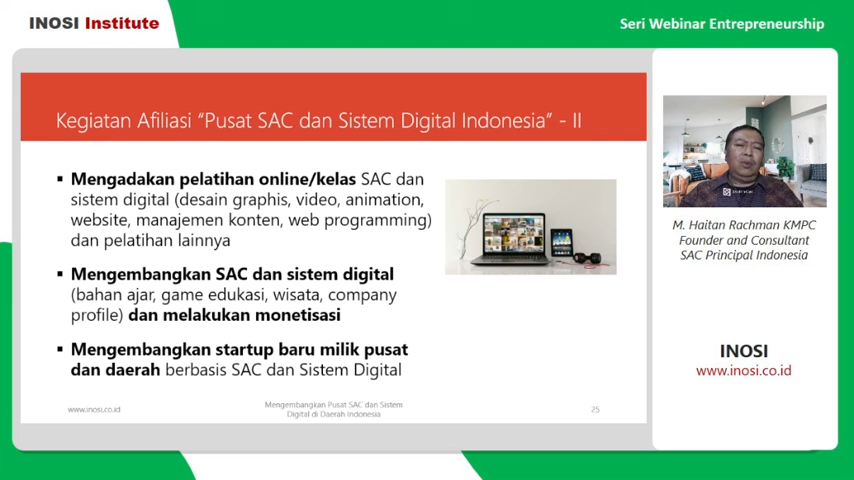 INOSI Institute
Seri Webinar Entrepreneurship
Kegiatan Afiliasi “Pusat SAC dan Sistem Digital Indonesia” - II
▪ Mengadakan pelatihan online/kelas SAC dan
sistem digital (desain graphis, video, animation,
website, manajemen konten, web programming)
dan pelatihan lainnya
▪ Mengembangkan SAC dan sistem digital
(bahan ajar, game edukasi, wisata, company
profile) dan melakukan monetisasi
▪ Mengembangkan startup baru milik pusat
dan daerah berbasis SAC dan Sistem Digital
www.inosi.co.id
Mengembangkan Pusat SAC dan Sistem
Digital di Daerah Indonesia
25
M. Haitan Rachman KMPC
Founder and Consultant
SAC Principal Indonesia
INOSI
www.inosi.co.id